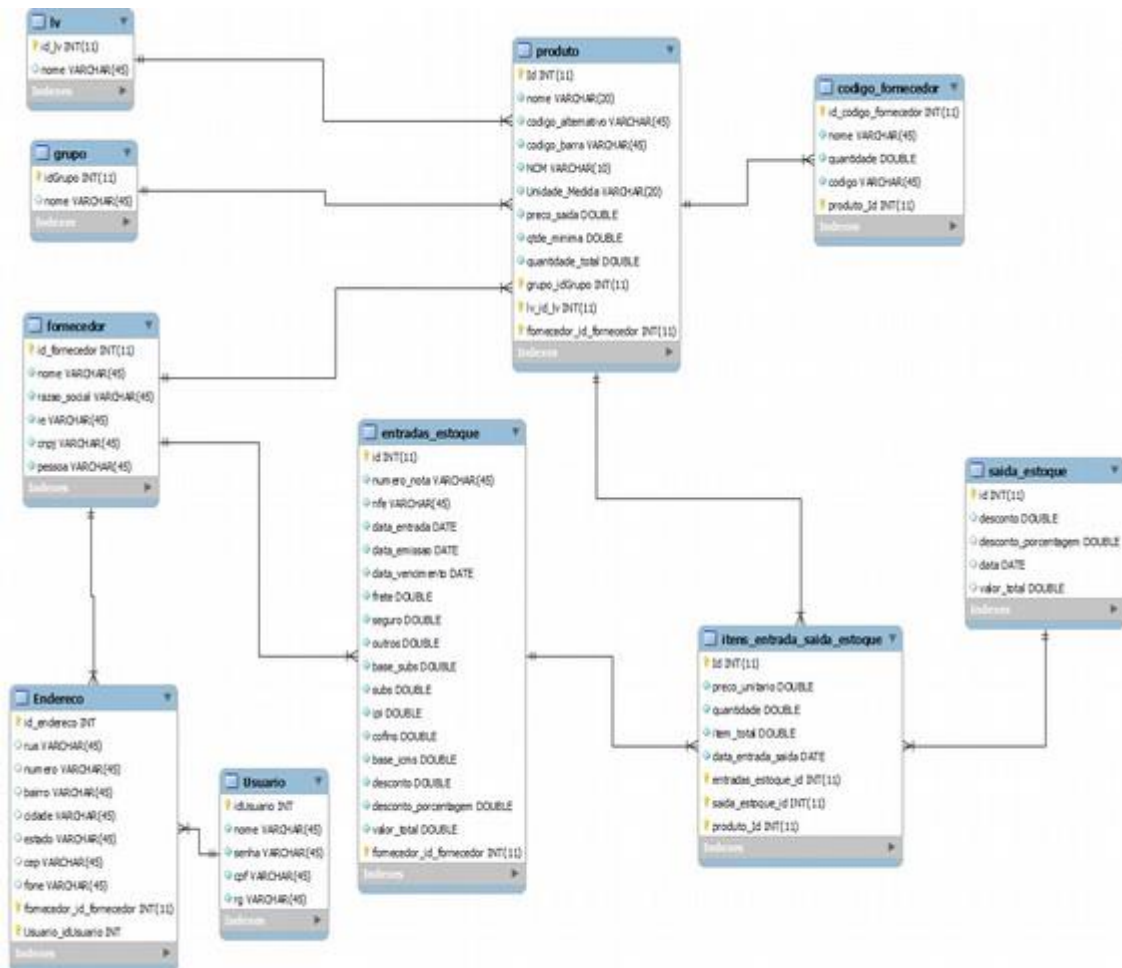 lv
id_lv INT(11)
nome VARCHAR(45)
Indexes
grupo
idGrupo INT(11)
nome VARCHAR(45)
Indexes
fornecedor
id_fornecedor INT(11)
nome VARCHAR(45)
razao_social VARCHAR(45)
ie VARCHAR(45)
cnpj VARCHAR(45)
pessoa VARCHAR(45)
Indexes
Endereco
id_endereco INT
rua VARCHAR(45)
numero VARCHAR(45)
bairro VARCHAR(45)
cidade VARCHAR(45)
estado VARCHAR(45)
cep VARCHAR(45)
fone VARCHAR(45)
fornecedor_id_fornecedor INT(11)
Usuario_idUsuario INT
Indexes
Usuario
idUsuario INT
nome VARCHAR(45)
senha VARCHAR(45)
cpf VARCHAR(45)
rg VARCHAR(45)
Indexes
entradas_estoque
id INT(11)
numero_nota VARCHAR(45)
nfe VARCHAR(45)
data_entrada DATE
data_emissao DATE
data_vencimento DATE
frete DOUBLE
seguro DOUBLE
outros DOUBLE
base_subs DOUBLE
subs DOUBLE
ipi DOUBLE
cofins DOUBLE
base_icms DOUBLE
desconto DOUBLE
desconto_porcentagem DOUBLE
valor_total DOUBLE
fornecedor_id_fornecedor INT(11)
Indexes
produto
Id INT(11)
nome VARCHAR(20)
codigo_alternativo VARCHAR(45)
codigo_barra VARCHAR(45)
NCM VARCHAR(10)
Unidade_Medida VARCHAR(20)
preco_saida DOUBLE
qtde_minima DOUBLE
quantidade_total DOUBLE
grupo_idGrupo INT(11)
lv_id_lv INT(11)
fornecedor_id_fornecedor INT(11)
Indexes
codigo_fornecedor
id_codigo_fornecedor INT(11)
nome VARCHAR(45)
quantidade DOUBLE
codigo VARCHAR(45)
produto_Id INT(11)
Indexes
saida_estoque
id INT(11)
desconto DOUBLE
desconto_porcentagem DOUBLE
data DATE
valor_total DOUBLE
Indexes
itens_entrada_saida_estoque
Id INT(11)
preco_unitario DOUBLE
quantidade DOUBLE
item_total DOUBLE
data_entrada_saida DATE
entradas_estoque_id INT(11)
saida_estoque_id INT(11)
produto_Id INT(11)
Indexes